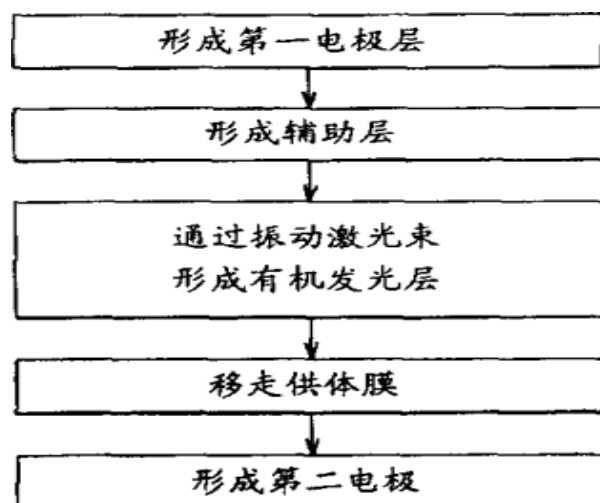 形成第一电极层
形成辅助层
通过振动激光束
形成有机发光层
移走供体膜
形成第二电极